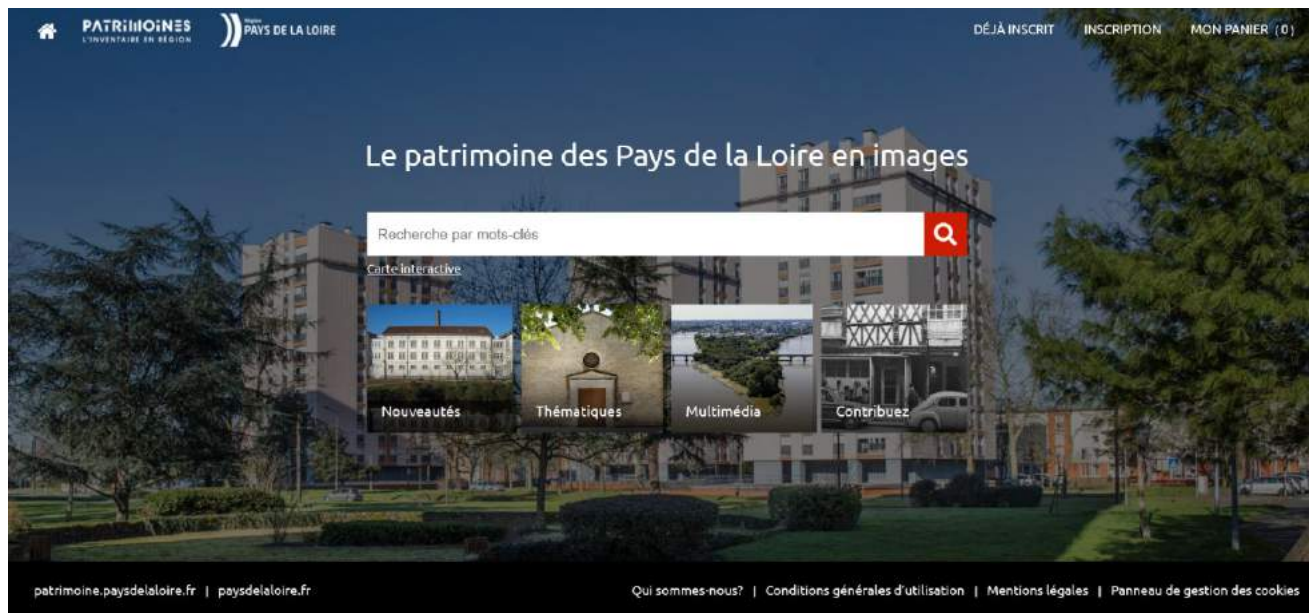 PATRIMOINES
L'INVENTAIRE EN RÉGION
Région
PAYS DE LA LOIRE
DÉJÀ INSCRIT INSCRIPTION MON PANIER (0)
Le patrimoine des Pays de la Loire en images
Recherche par mots-clés
Carte interactive
Nouveautés Thématiques Multimédia Contribuez
patrimoine.paysdelaloire.fr | paysdelaloire.fr Qui sommes-nous? | Conditions générales d'utilisation | Mentions légales | Panneau de gestion des cookies